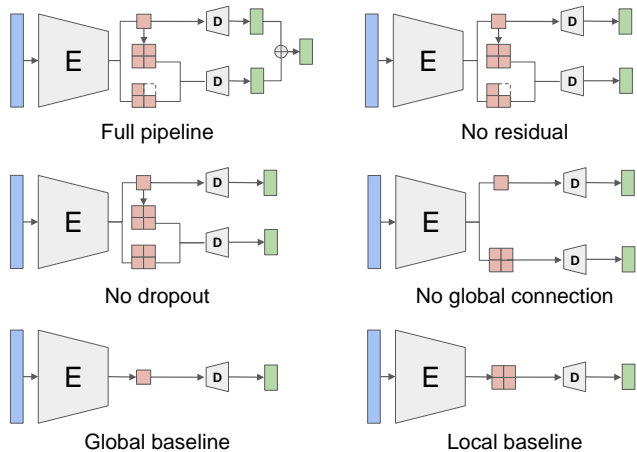 D
E
D
Full pipeline
D
E
D
No residual
D
E
D
No dropout
D
E
D
No global connection
E
D
Global baseline
E
D
Local baseline